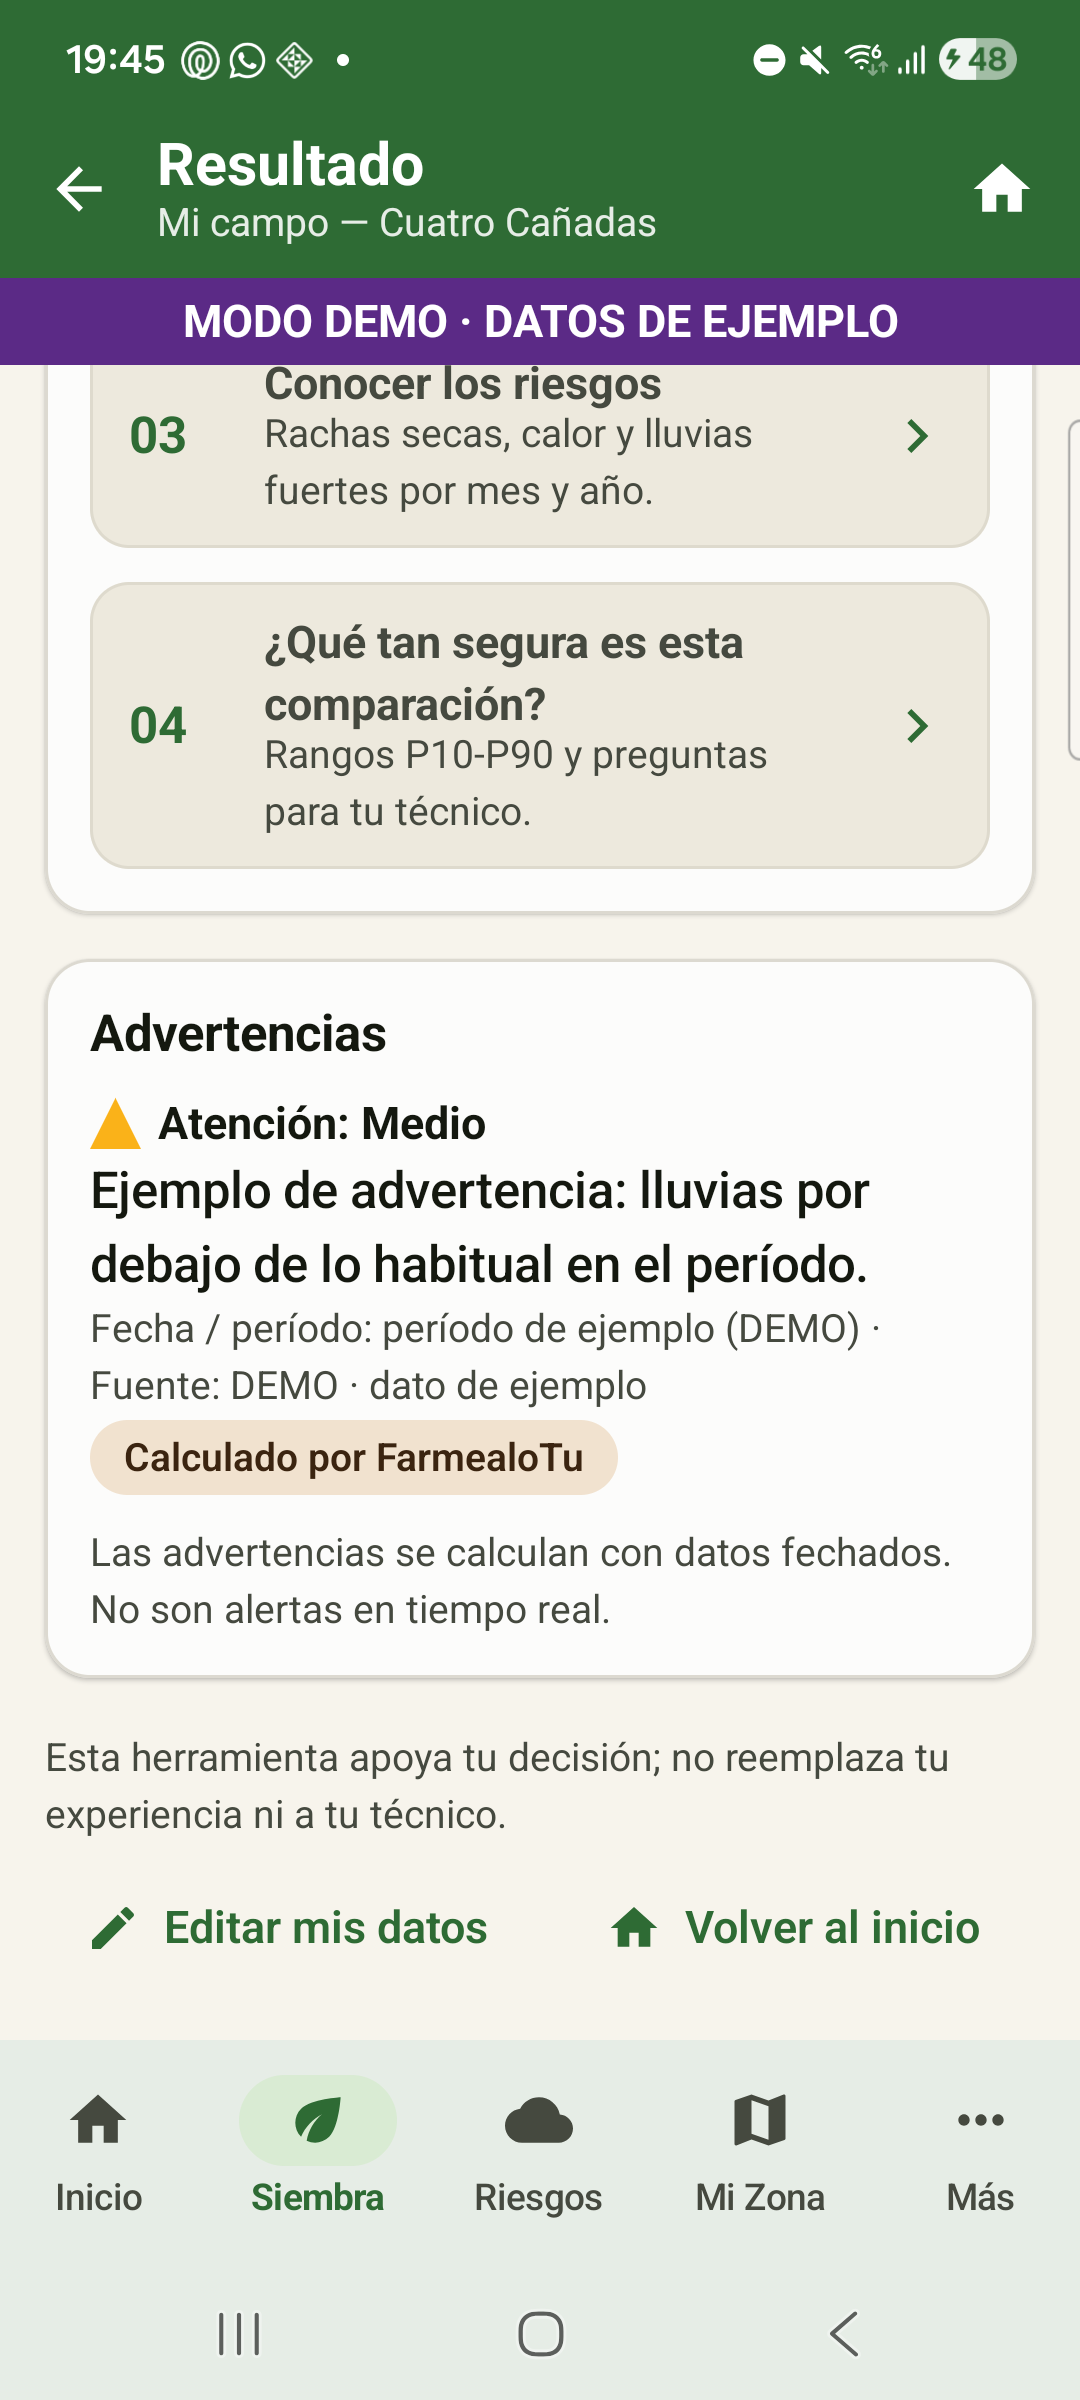 19:45
6
48
Resultado
Mi campo — Cuatro Cañadas
MODO DEMO · DATOS DE EJEMPLO
03
Conocer los riesgos
Rachas secas, calor y lluvias
fuertes por mes y año.
04
¿Qué tan segura es esta
comparación?
Rangos P10-P90 y preguntas
para tu técnico.
Advertencias
Atención: Medio
Ejemplo de advertencia: lluvias por
debajo de lo habitual en el período.
Fecha / período: período de ejemplo (DEMO) ·
Fuente: DEMO · dato de ejemplo
Calculado por FarmealoTu
Las advertencias se calculan con datos fechados.
No son alertas en tiempo real.
Esta herramienta apoya tu decisión; no reemplaza tu
experiencia ni a tu técnico.
Editar mis datos
Volver al inicio
Inicio
Siembra
Riesgos
Mi Zona
Más